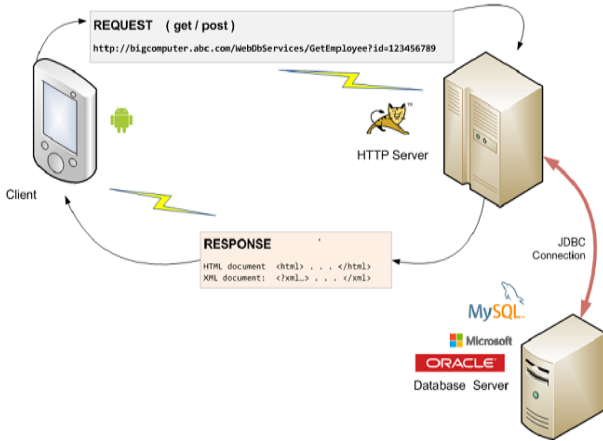 REQUEST ( get / post )
http://bigcomputer.abc.com/WebDbServices/GetEmployee?id=123456789
TM
HTTP Server
Client
RESPONSE
HTML document <html> . . . </html>
XML document: <?xml…> . . . </xml>
JDBC
Connection
MySQL
Microsoft
ORACLE
Database Server